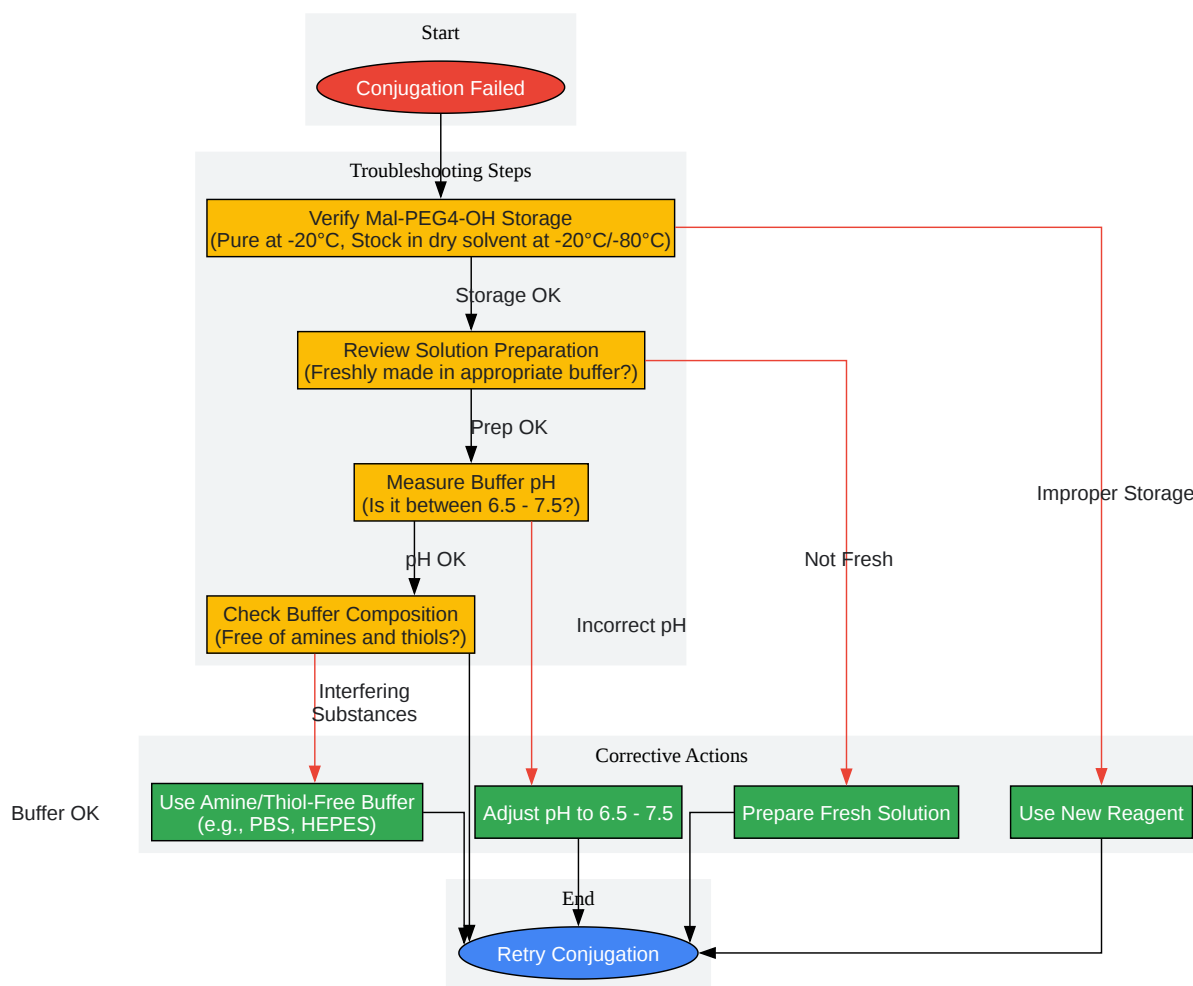 Start
Conjugation Failed
Troubleshooting Steps
Verify Mal-PEG4-OH Storage
(Pure at -20°C, Stock in dry solvent at -20°C/-80°C)
Storage OK
Review Solution Preparation
(Freshly made in appropriate buffer?)
Prep OK
Measure Buffer pH
(Is it between 6.5 - 7.5?)
Improper Storage
pH OK
Not Fresh
Check Buffer Composition
(Free of amines and thiols?)
Incorrect pH
Interfering
Substances
Corrective Actions
Buffer OK
Use Amine/Thiol-Free Buffer
(e.g., PBS, HEPES)
Adjust pH to 6.5 - 7.5
Prepare Fresh Solution
Use New Reagent
End
Retry Conjugation